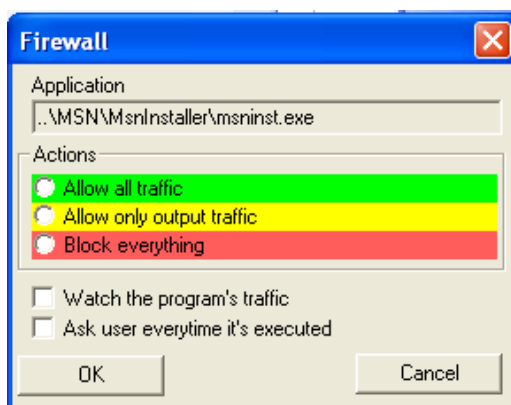 Firewall
Application
..\MSN\MsnInstaller\msninst.exe
Actions
Allow all traffic
Allow only output traffic
Block everything
Watch the program's traffic
Ask user everytime it's executed
OK Cancel